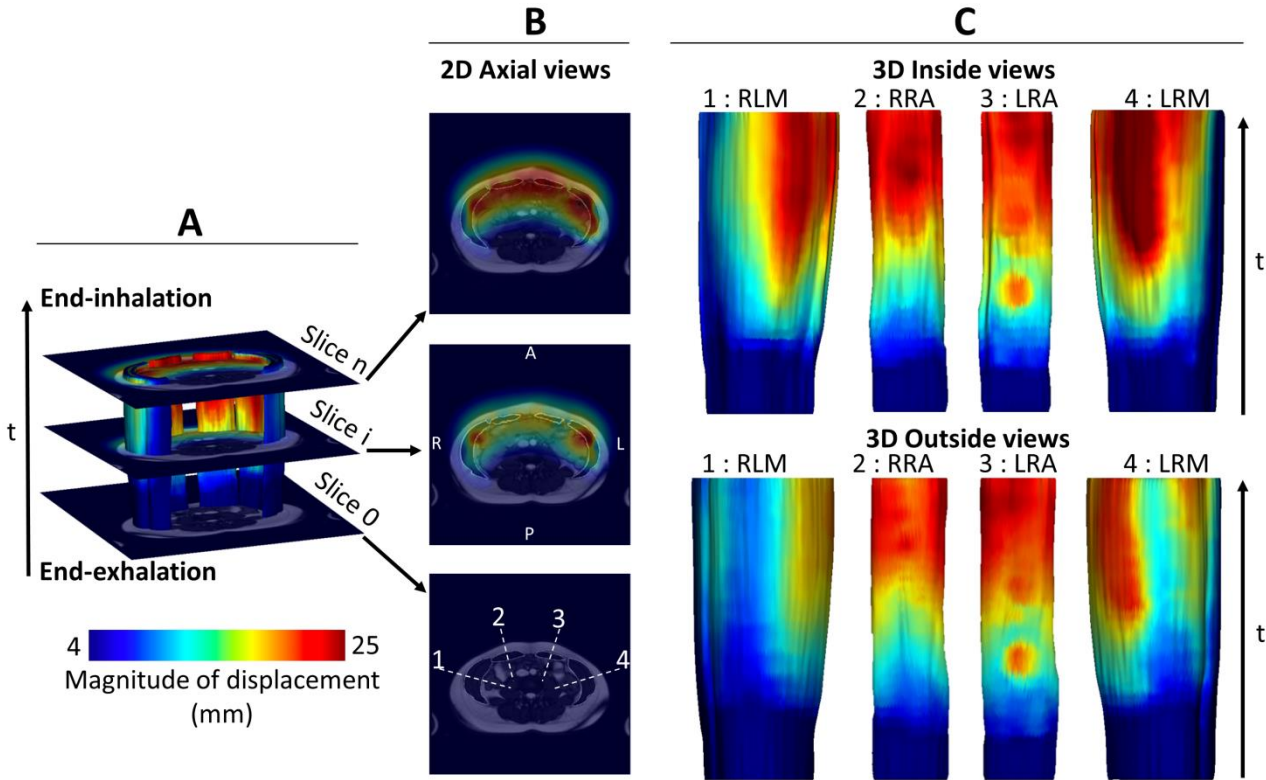 A
End-inhalation
t
Slice n
Slice i
Slice 0
End-exhalation
4 25
Magnitude of displacement
(mm)
B
2D Axial views
A
R L
P
2 3
1 4
C
3D Inside views
1 : RLM 2 : RRA 3 : LRA 4 : LRM
t
3D Outside views
1 : RLM 2 : RRA 3 : LRA 4 : LRM
t